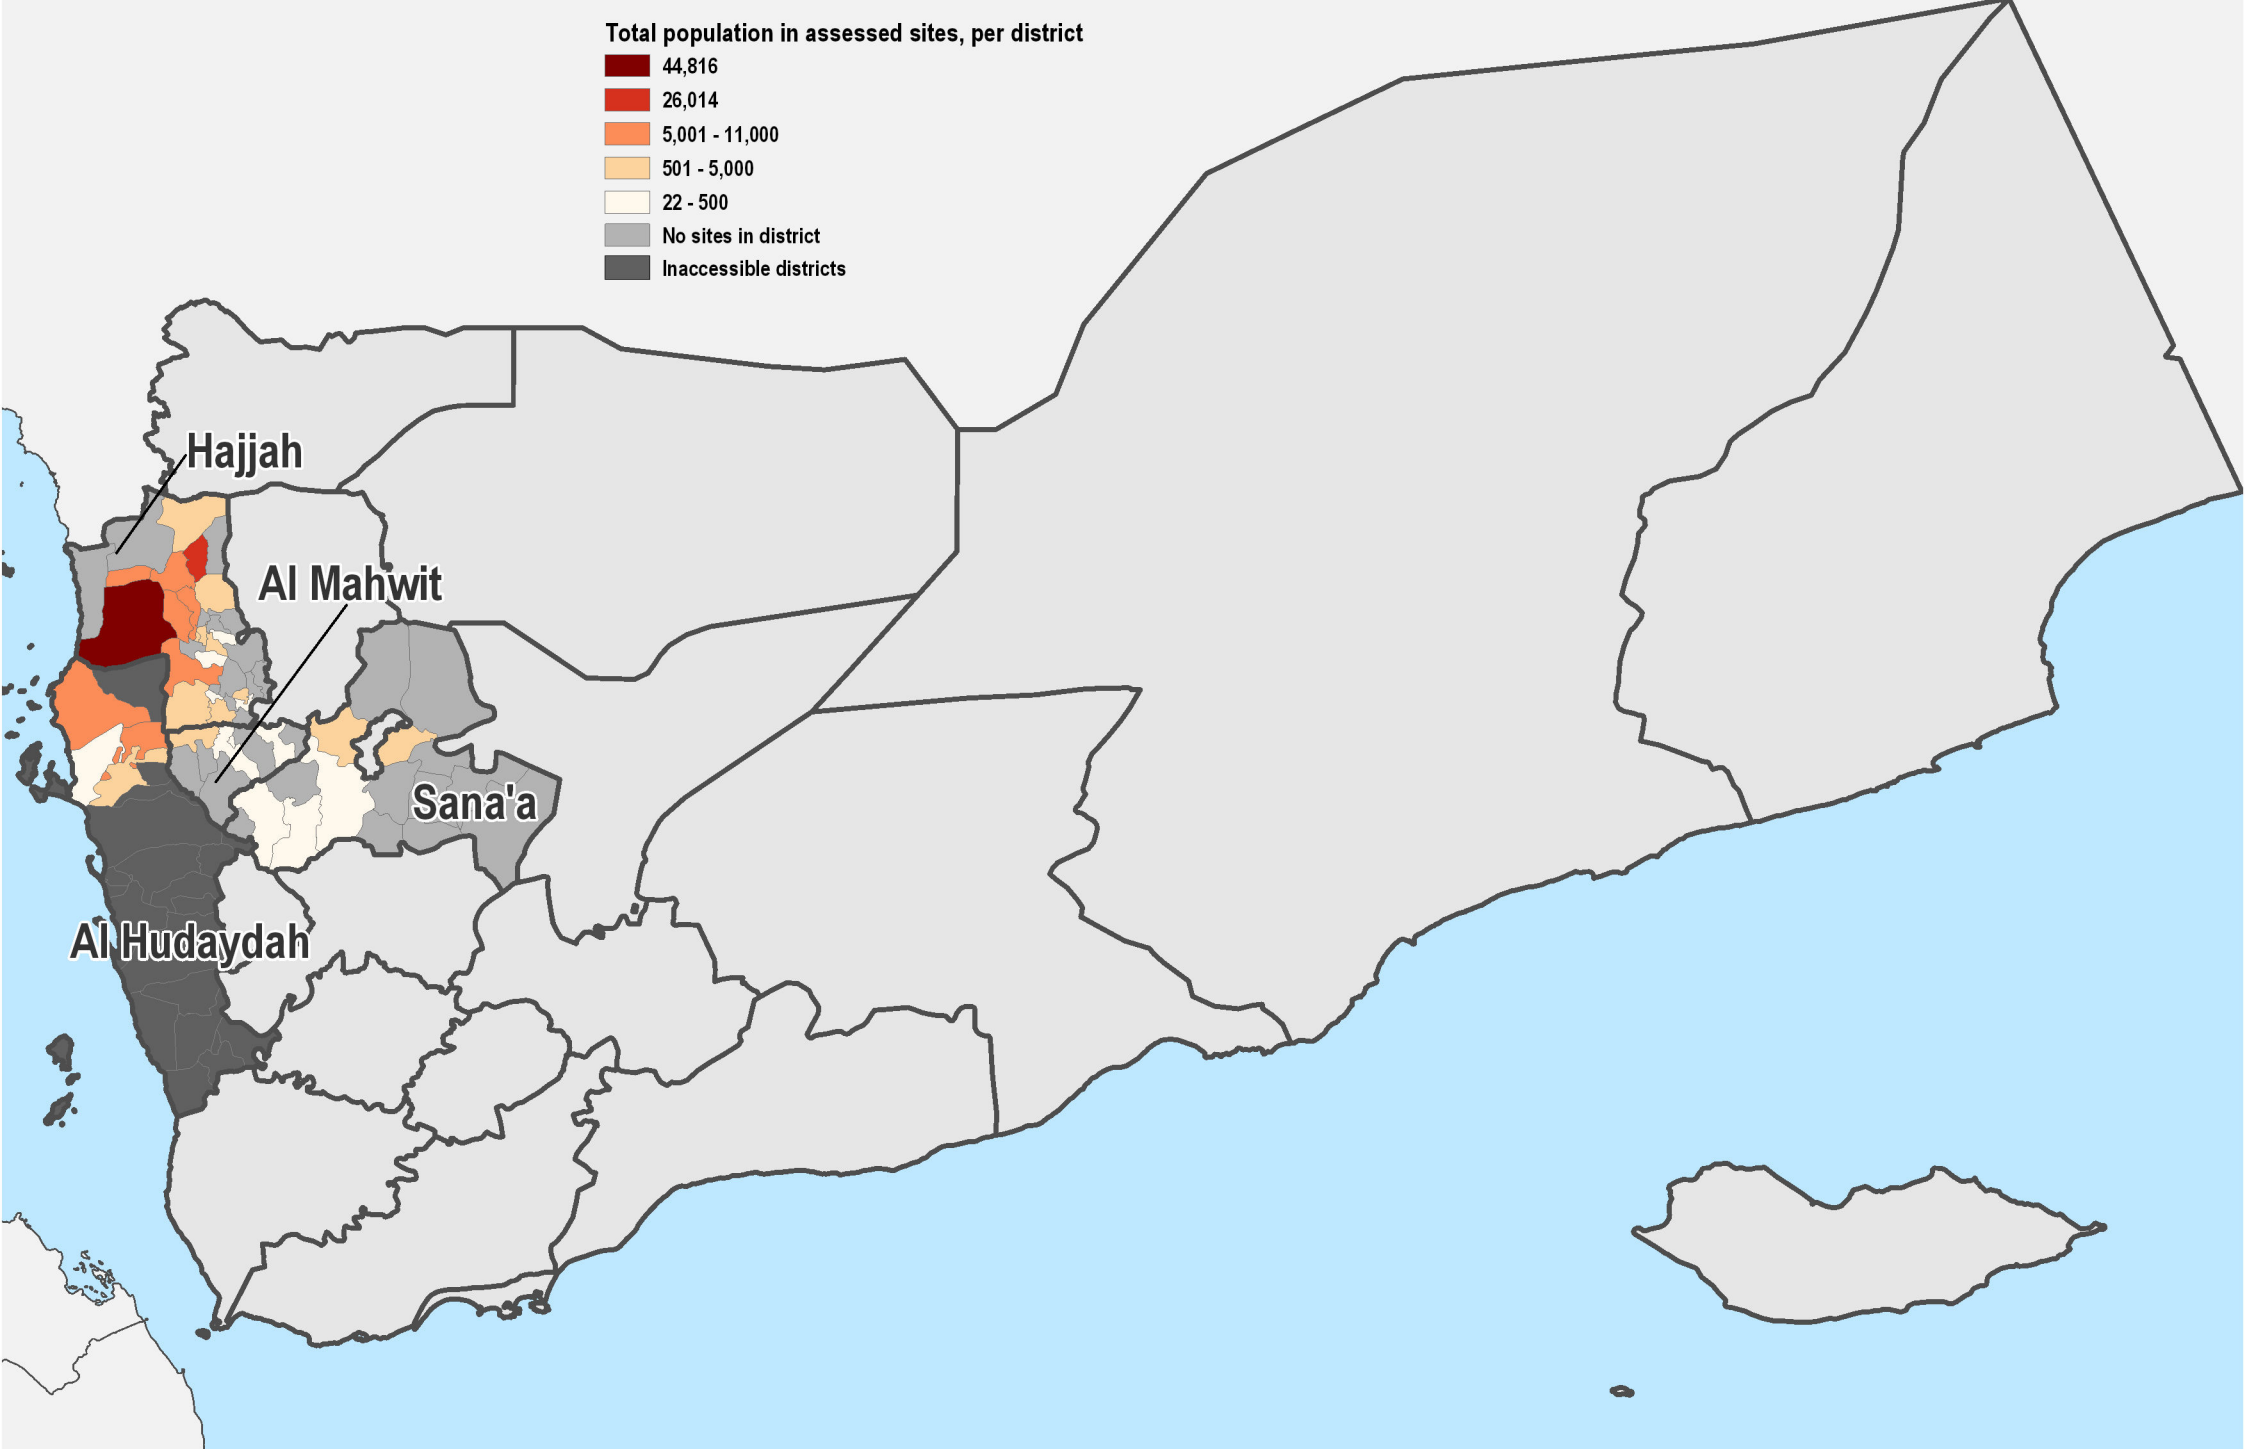 Total population in assessed sites, per district
44,816
26,014
5,001 - 11,000
501 - 5,000
22 - 500
No sites in district
Inaccessible districts
Hajjah
Al Mahwit
Sana'a
Al Hudaydah